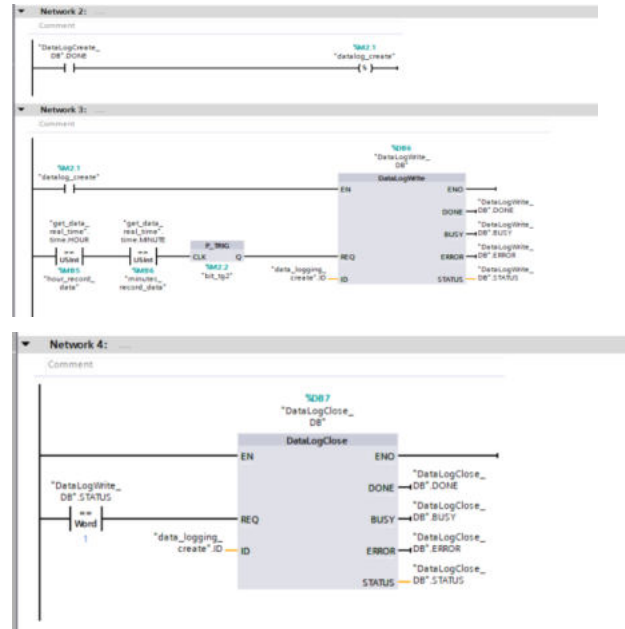 Network 2: ....
Comment
"DataLogCreate_
DB".DONE
%M2.1
"datalog_create"
S
Network 3: ....
Comment
%M2.1
"datalog_create"
%DB6
"DataLogWrite_
DB"
DataLogWrite
EN
ENO
DONE
"DataLogWrite_
DB".DONE
BUSY
"DataLogWrite_
DB".BUSY
ERROR
"DataLogWrite_
DB".ERROR
STATUS
"DataLogWrite_
DB".STATUS
"get_data_
real_time".
time.HOUR
==
USInt
%MB5
"hour_record_
data"
"get_data_
real_time".
time.MINUTE
==
USInt
%MB6
"minutes_
record_data"
P_TRIG
CLK
Q
%M2.2
"bit_tg2"
REQ
"data_logging_
create".ID
ID
Network 4: ....
Comment
%DB7
"DataLogClose_
DB"
DataLogClose
EN
ENO
DONE
"DataLogClose_
DB".DONE
"DataLogWrite_
DB".STATUS
==
Word
1
REQ
BUSY
"DataLogClose_
DB".BUSY
"data_logging_
create".ID
ID
ERROR
"DataLogClose_
DB".ERROR
STATUS
"DataLogClose_
DB".STATUS